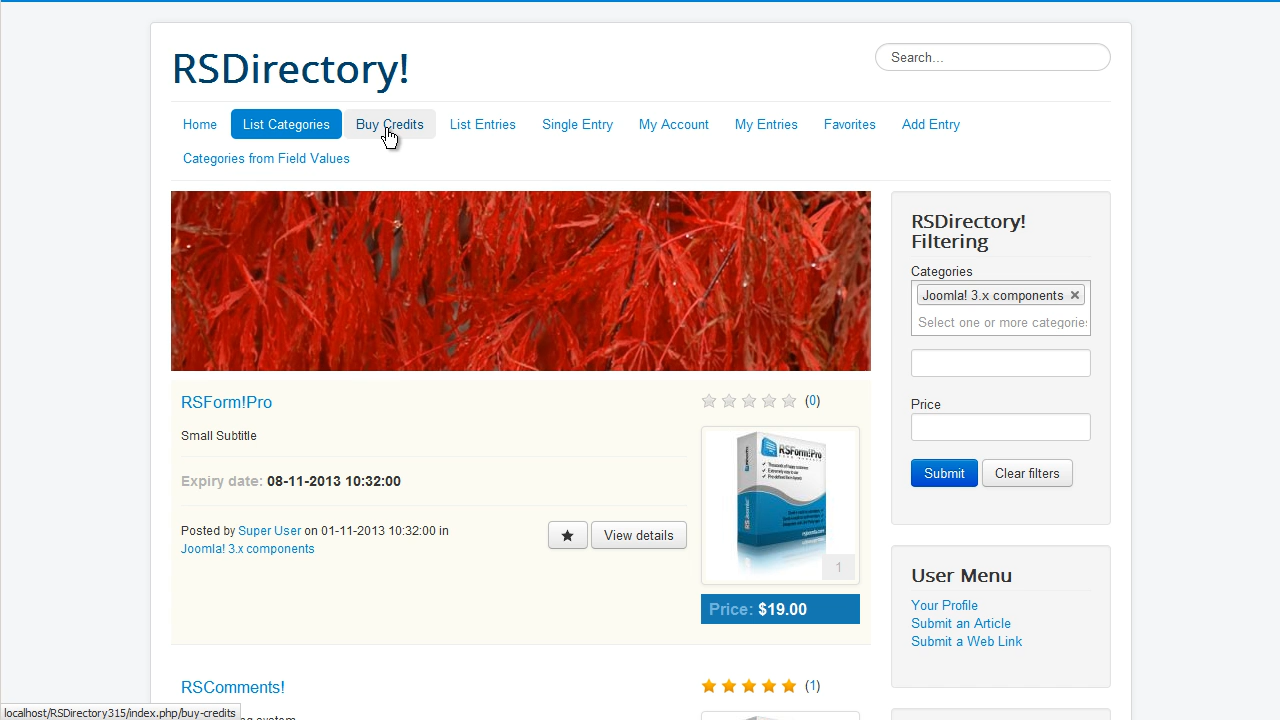 RSDirectory!
Search...
Home
List Categories
Buy Credits
List Entries
Single Entry
My Account
My Entries
Favorites
Add Entry
Categories from Field Values
RSForm!Pro
(0)
Small Subtitle
Expiry date: 08-11-2013 10:32:00
Posted by Super User on 01-11-2013 10:32:00 in
Joomla! 3.x components
View details
RSForm!Pro
1
Price: $19.00
RSComments!
(1)
RSDirectory!
Filtering
Categories
Joomla! 3.x components
Select one or more categorie
Price
Submit
Clear filters
User Menu
Your Profile
Submit an Article
Submit a Web Link
localhost/RSDirectory315/index.php/buy-credits